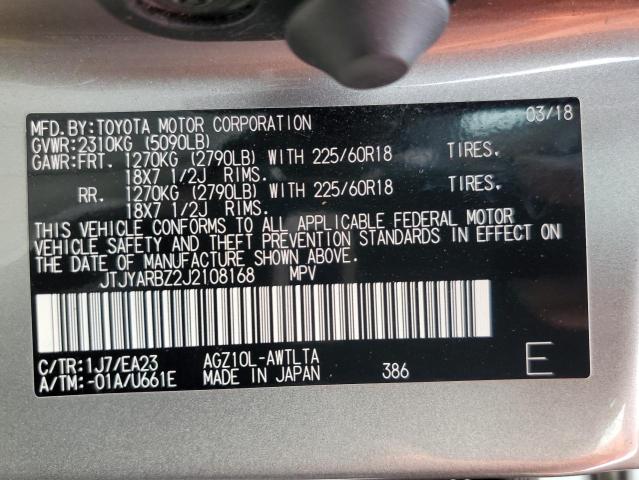 MFD.BY:TOYOTA MOTOR CORPORATION 03/18
GVWR:2310KG (5090LB)
GAWR:FRT. 1270KG (2790LB) WITH 225/60R18 TIRES.
18X7 1/2J RIMS.
RR. 1270KG (2790LB) WITH 225/60R18 TIRES.
18X7 1/2J RIMS.
THIS VEHICLE CONFORMS TO ALL APPLICABLE FEDERAL MOTOR
VEHICLE SAFETY AND THEFT PREVENTION STANDARDS IN EFFECT ON
THE DATE OF MANUFACTURE SHOWN ABOVE.
JTJYARBZ2J2108168 MPV
C/TR:1J7/EA23 AGZ10L-AWTLTA
A/TM:-01A/U661E MADE IN JAPAN 386 E